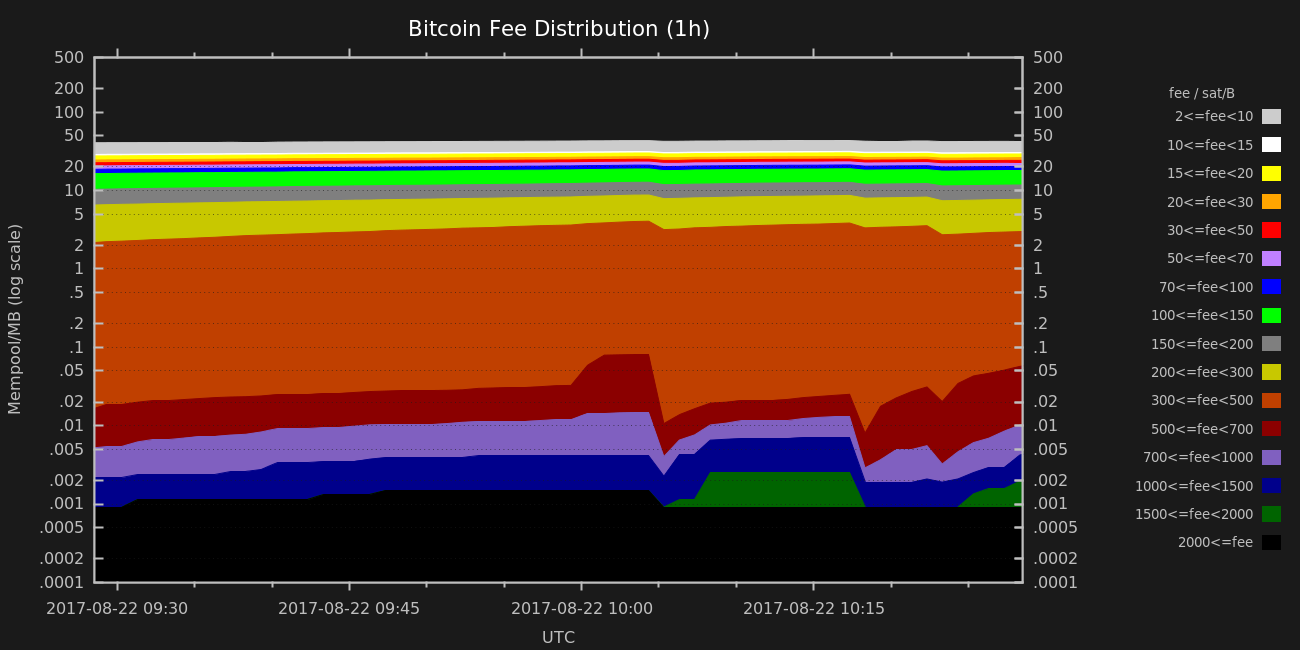 Bitcoin Fee Distribution (1h)
500
200
100
50
20
10
5
2
1
.5
.2
.1
.05
.02
.01
.005
.002
.001
.0005
.0002
.0001
Mempool/MB (log scale)
500
200
100
50
20
10
5
2
1
.5
.2
.1
.05
.02
.01
.005
.002
.001
.0005
.0002
.0001
2017-08-22 09:30
2017-08-22 09:45
2017-08-22 10:00
2017-08-22 10:15
UTC
fee / sat/B
2<=fee<10
10<=fee<15
15<=fee<20
20<=fee<30
30<=fee<50
50<=fee<70
70<=fee<100
100<=fee<150
150<=fee<200
200<=fee<300
300<=fee<500
500<=fee<700
700<=fee<1000
1000<=fee<1500
1500<=fee<2000
2000<=fee